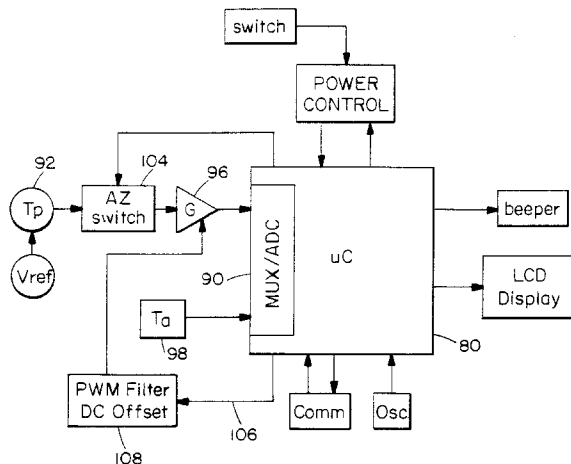 switch
POWER
CONTROL
92
104
96
Tp
AZ
switch
G
Vref
90
MUX/ADC
uC
beeper
LCD
Display
Ta
98
80
PWM Filter
DC Offset
106
108
Comm
Osc